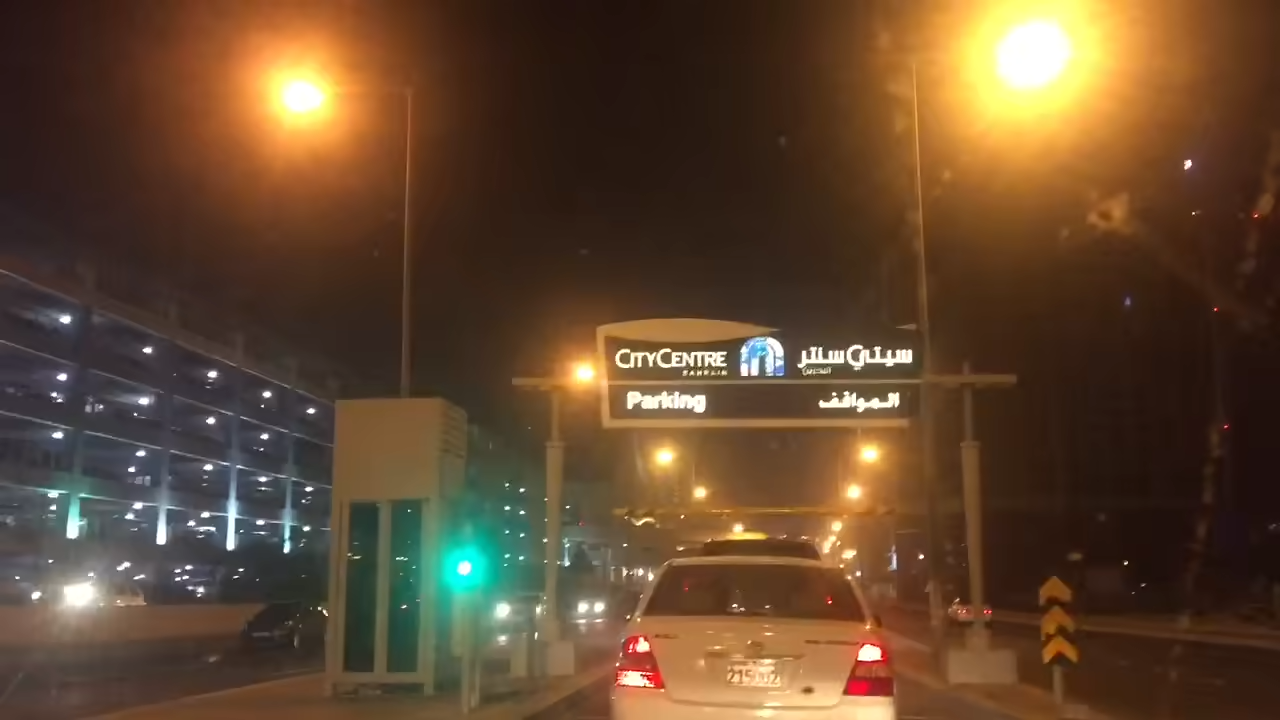 CITYCENTRE
BAHRAIN
سيتي سنتر
البحرين
Parking
المواقف